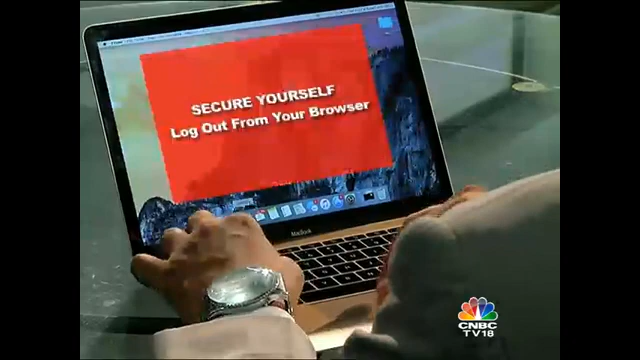 SECURE YOURSELF
Log Out From Your Browser
MacBook
CNBC
TV18